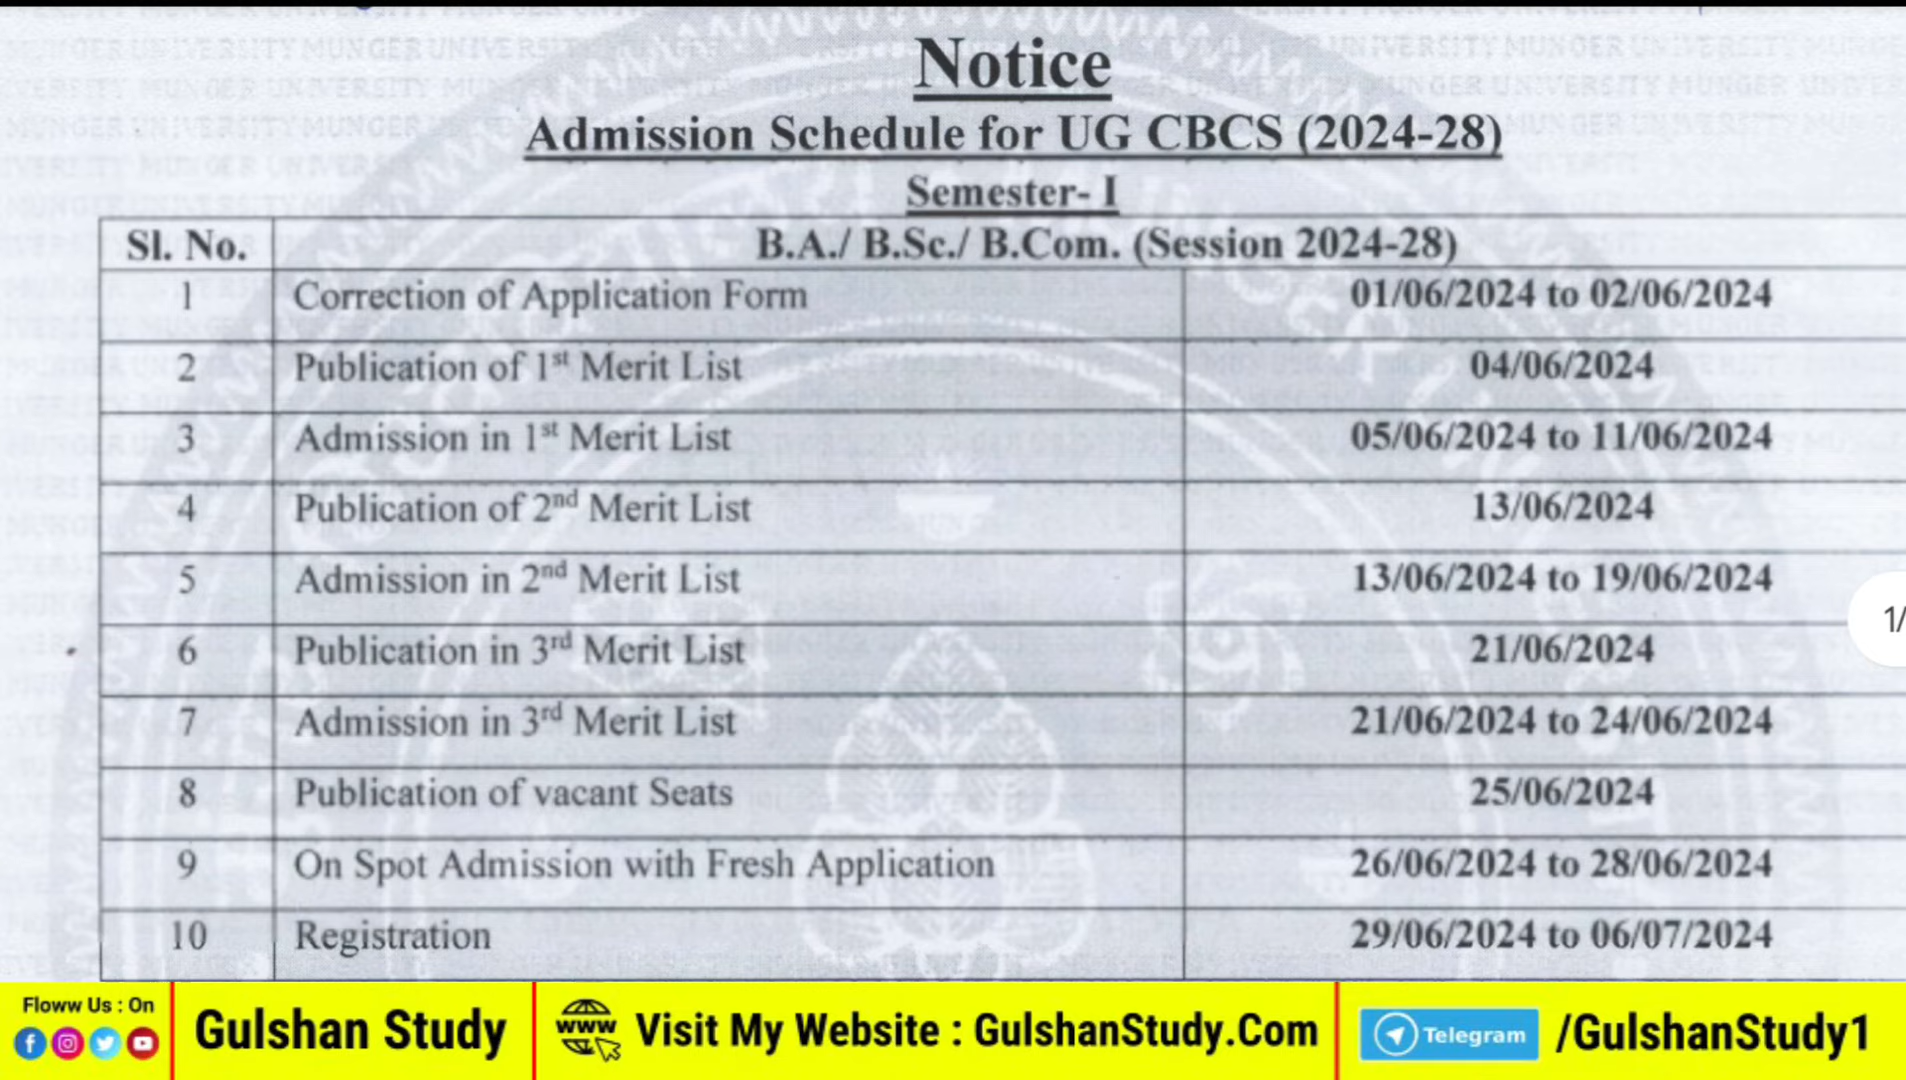 Notice
Admission Schedule for UG CBCS (2024-28)
Semester- I
Sl. No. B.A./ B.Sc./ B.Com. (Session 2024-28)
1 Correction of Application Form 01/06/2024 to 02/06/2024
2 Publication of 1st Merit List 04/06/2024
3 Admission in 1st Merit List 05/06/2024 to 11/06/2024
4 Publication of 2nd Merit List 13/06/2024
5 Admission in 2nd Merit List 13/06/2024 to 19/06/2024
6 Publication in 3rd Merit List 21/06/2024
7 Admission in 3rd Merit List 21/06/2024 to 24/06/2024
8 Publication of vacant Seats 25/06/2024
9 On Spot Admission with Fresh Application 26/06/2024 to 28/06/2024
10 Registration 29/06/2024 to 06/07/2024
1/
Floww Us : On
Gulshan Study
www Visit My Website : GulshanStudy.Com
Telegram /GulshanStudy1